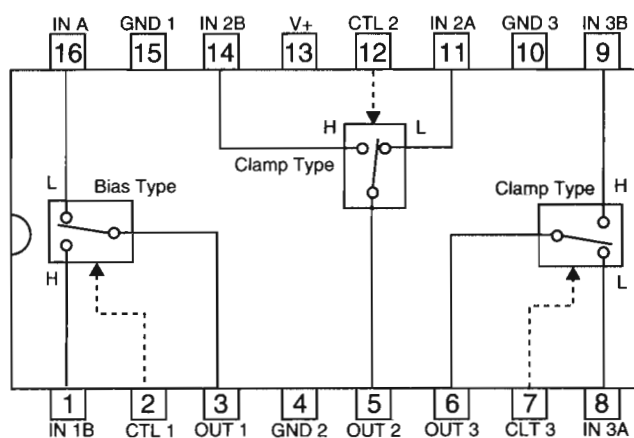 IN A GND 1 IN 2B V+ CTL 2 IN 2A GND 3 IN 3B
16 15 14 13 12 11 10 9
H L
Clamp Type
L Bias Type Clamp Type H
H L
1 2 3 4 5 6 7 8
IN 1B CTL 1 OUT 1 GND 2 OUT 2 OUT 3 CLT 3 IN 3A